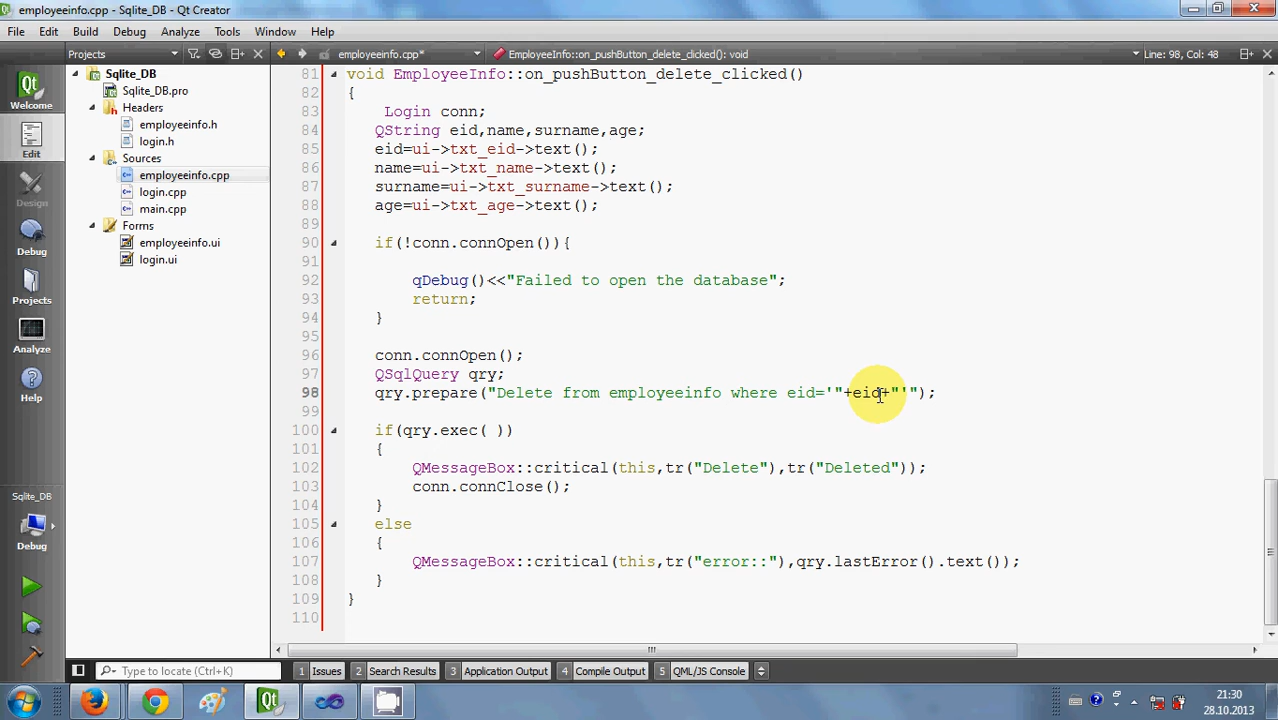 employeeinfo.cpp - Sqlite_DB - Qt Creator
File Edit Build Debug Analyze Tools Window Help
Projects employeeinfo.cpp* EmployeeInfo::on_pushButton_delete_clicked(): void Line: 98, Col: 48
Welcome
Edit
Design
Debug
Projects
Analyze
Help
Sqlite_DB
Debug
Sqlite_DB
Sqlite_DB.pro
Headers
employeeinfo.h
login.h
Sources
employeeinfo.cpp
login.cpp
main.cpp
Forms
employeeinfo.ui
login.ui
81 void EmployeeInfo::on_pushButton_delete_clicked()
82 {
83 Login conn;
84 QString eid,name,surname,age;
85 eid=ui->txt_eid->text();
86 name=ui->txt_name->text();
87 surname=ui->txt_surname->text();
88 age=ui->txt_age->text();
89
90 if(!conn.connOpen()){
91
92 qDebug()<<"Failed to open the database";
93 return;
94 }
95
96 conn.connOpen();
97 QSqlQuery qry;
98 qry.prepare("Delete from employeeinfo where eid='"+eid+"'");
99
100 if(qry.exec( ))
101 {
102 QMessageBox::critical(this,tr("Delete"),tr("Deleted"));
103 conn.connClose();
104 }
105 else
106 {
107 QMessageBox::critical(this,tr("error::"),qry.lastError().text());
108 }
109 }
110
Type to locate (Ctrl+K) 1 Issues 2 Search Results 3 Application Output 4 Compile Output 5 QML/JS Console
21:30
28.10.2013